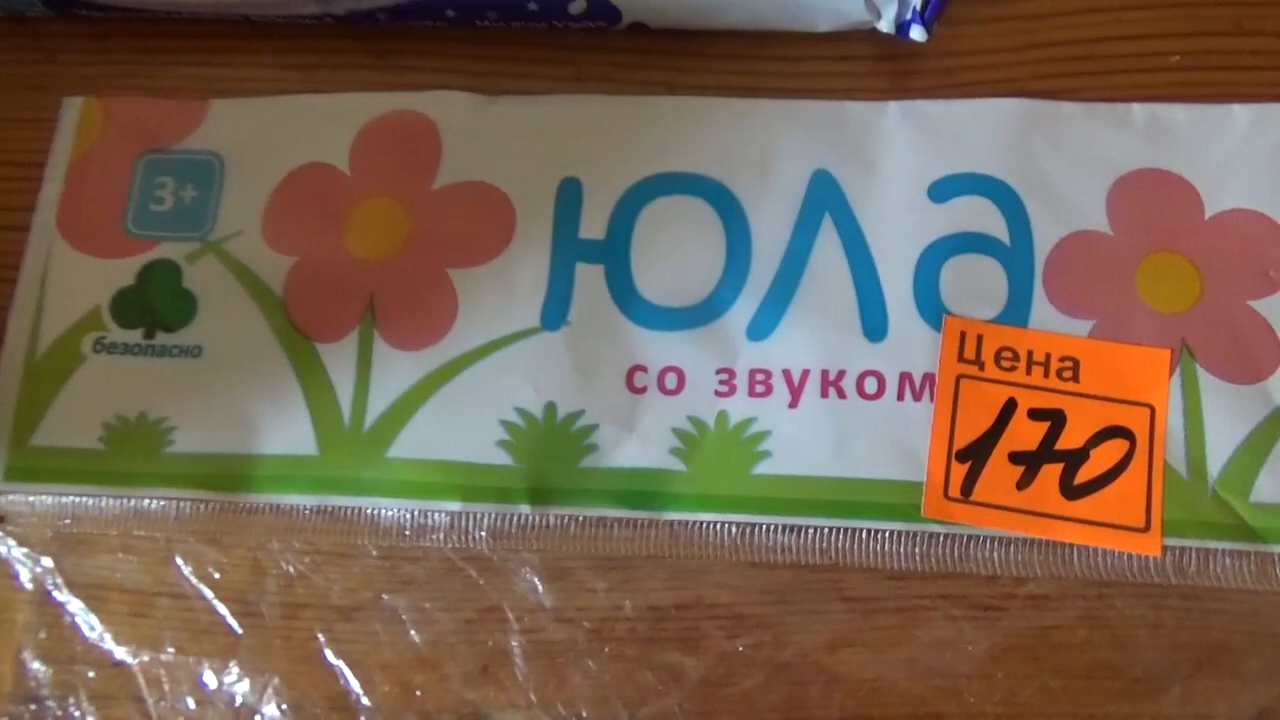 3+
безопасно
Юла
со звуком
Цена
170